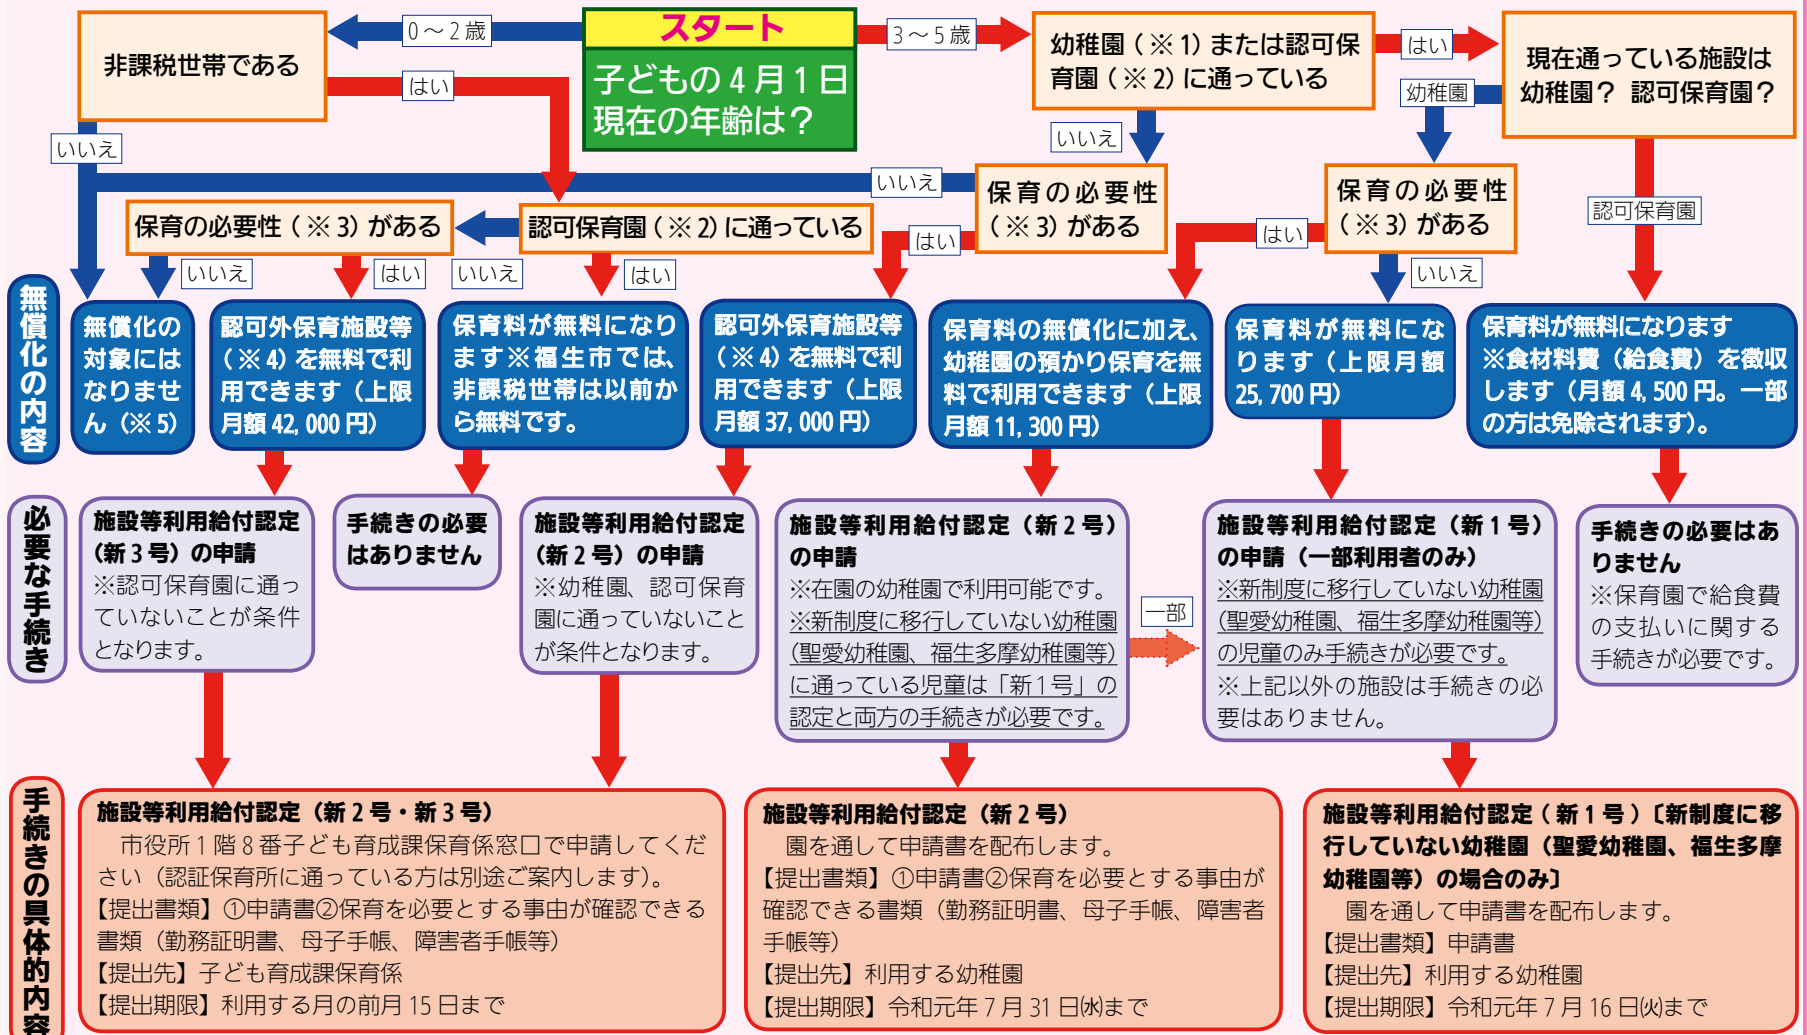 スタート
子どもの4月1日
現在の年齢は？
0～2歳
3～5歳
非課税世帯である
はい
いいえ
幼稚園（※1）または認可保
育園（※2）に通っている
はい
いいえ
現在通っている施設は
幼稚園？ 認可保育園？
幼稚園
認可保育園
保育の必要性（※3）がある
いいえ
はい
認可保育園（※2）に通っている
いいえ
はい
保育の必要性
（※3）がある
いいえ
はい
保育の必要性
（※3）がある
はい
いいえ
無償化の内容
無償化の
対象には
なりませ
ん（※5）
認可外保育施設等
（※4）を無料で利
用できます（上限
月額42,000円）
保育料が無料になり
ます※福生市では、
非課税世帯は以前か
ら無料です。
認可外保育施設等
（※4）を無料で利
用できます（上限
月額37,000円）
保育料の無償化に加え、
幼稚園の預かり保育を無
料で利用できます（上限
月額11,300円）
保育料が無料にな
ります（上限月額
25,700円）
保育料が無料になります
※食材料費（給食費）を徴収
します（月額4,500円。一部
の方は免除されます）。
必要な手続き
施設等利用給付認定
（新3号）の申請
※認可保育園に通っ
ていないことが条件
となります。
手続きの必要
はありません
施設等利用給付認定
（新2号）の申請
※幼稚園、認可保育
園に通っていないこと
が条件となります。
施設等利用給付認定（新2号）
の申請
※在園の幼稚園で利用可能です。
※新制度に移行していない幼稚園
（聖愛幼稚園、福生多摩幼稚園等）
に通っている児童は「新1号」の
認定と両方の手続きが必要です。
一部
施設等利用給付認定（新1号）
の申請（一部利用者のみ）
※新制度に移行していない幼稚園
（聖愛幼稚園、福生多摩幼稚園等）
の児童のみ手続きが必要です。
※上記以外の施設は手続きの必
要はありません。
手続きの必要はあ
りません
※保育園で給食費
の支払いに関する
手続きが必要です。
手続きの具体的内容
施設等利用給付認定（新2号・新3号）
市役所1階8番子ども育成課保育係窓口で申請してくだ
さい（認証保育所に通っている方は別途ご案内します）。
【提出書類】①申請書②保育を必要とする事由が確認できる
書類（勤務証明書、母子手帳、障害者手帳等）
【提出先】子ども育成課保育係
【提出期限】利用する月の前月15日まで
施設等利用給付認定（新2号）
園を通して申請書を配布します。
【提出書類】①申請書②保育を必要とする事由が
確認できる書類（勤務証明書、母子手帳、障害者
手帳等）
【提出先】利用する幼稚園
【提出期限】令和元年7月31日㈬まで
施設等利用給付認定（新1号）〔新制度に移
行していない幼稚園（聖愛幼稚園、福生多摩
幼稚園等）の場合のみ〕
園を通して申請書を配布します。
【提出書類】申請書
【提出先】利用する幼稚園
【提出期限】令和元年7月16日㈫まで